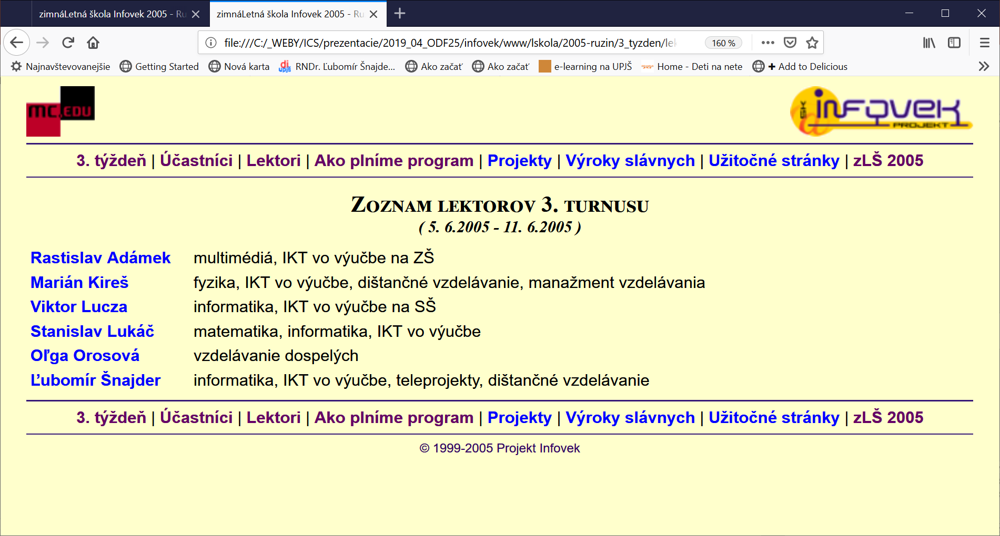 zimnáLetná škola Infovek 2005 - Ru
zimnáLetná škola Infovek 2005 - Ru
file:///C:/_WEBY/ICS/prezentacie/2019_04_ODF25/infovek/www/lskola/2005-ruzin/3_tyzden/lek
160 %
Najnavštevovanejšie Getting Started Nová karta RNDr. Ľubomír Šnajde... Ako začať Ako začať e-learning na UPJŠ Home - Deti na nete + Add to Delicious
MC.EDU
infovek
PROJEKT
3. týždeň | Účastníci | Lektori | Ako plníme program | Projekty | Výroky slávnych | Užitočné stránky | zLŠ 2005
Zoznam lektorov 3. turnusu
( 5. 6.2005 - 11. 6.2005 )
Rastislav Adámek multimédiá, IKT vo výučbe na ZŠ
Marián Kireš fyzika, IKT vo výučbe, dištančné vzdelávanie, manažment vzdelávania
Viktor Lucza informatika, IKT vo výučbe na SŠ
Stanislav Lukáč matematika, informatika, IKT vo výučbe
Oľga Orosová vzdelávanie dospelých
Ľubomír Šnajder informatika, IKT vo výučbe, teleprojekty, dištančné vzdelávanie
3. týždeň | Účastníci | Lektori | Ako plníme program | Projekty | Výroky slávnych | Užitočné stránky | zLŠ 2005
© 1999-2005 Projekt Infovek